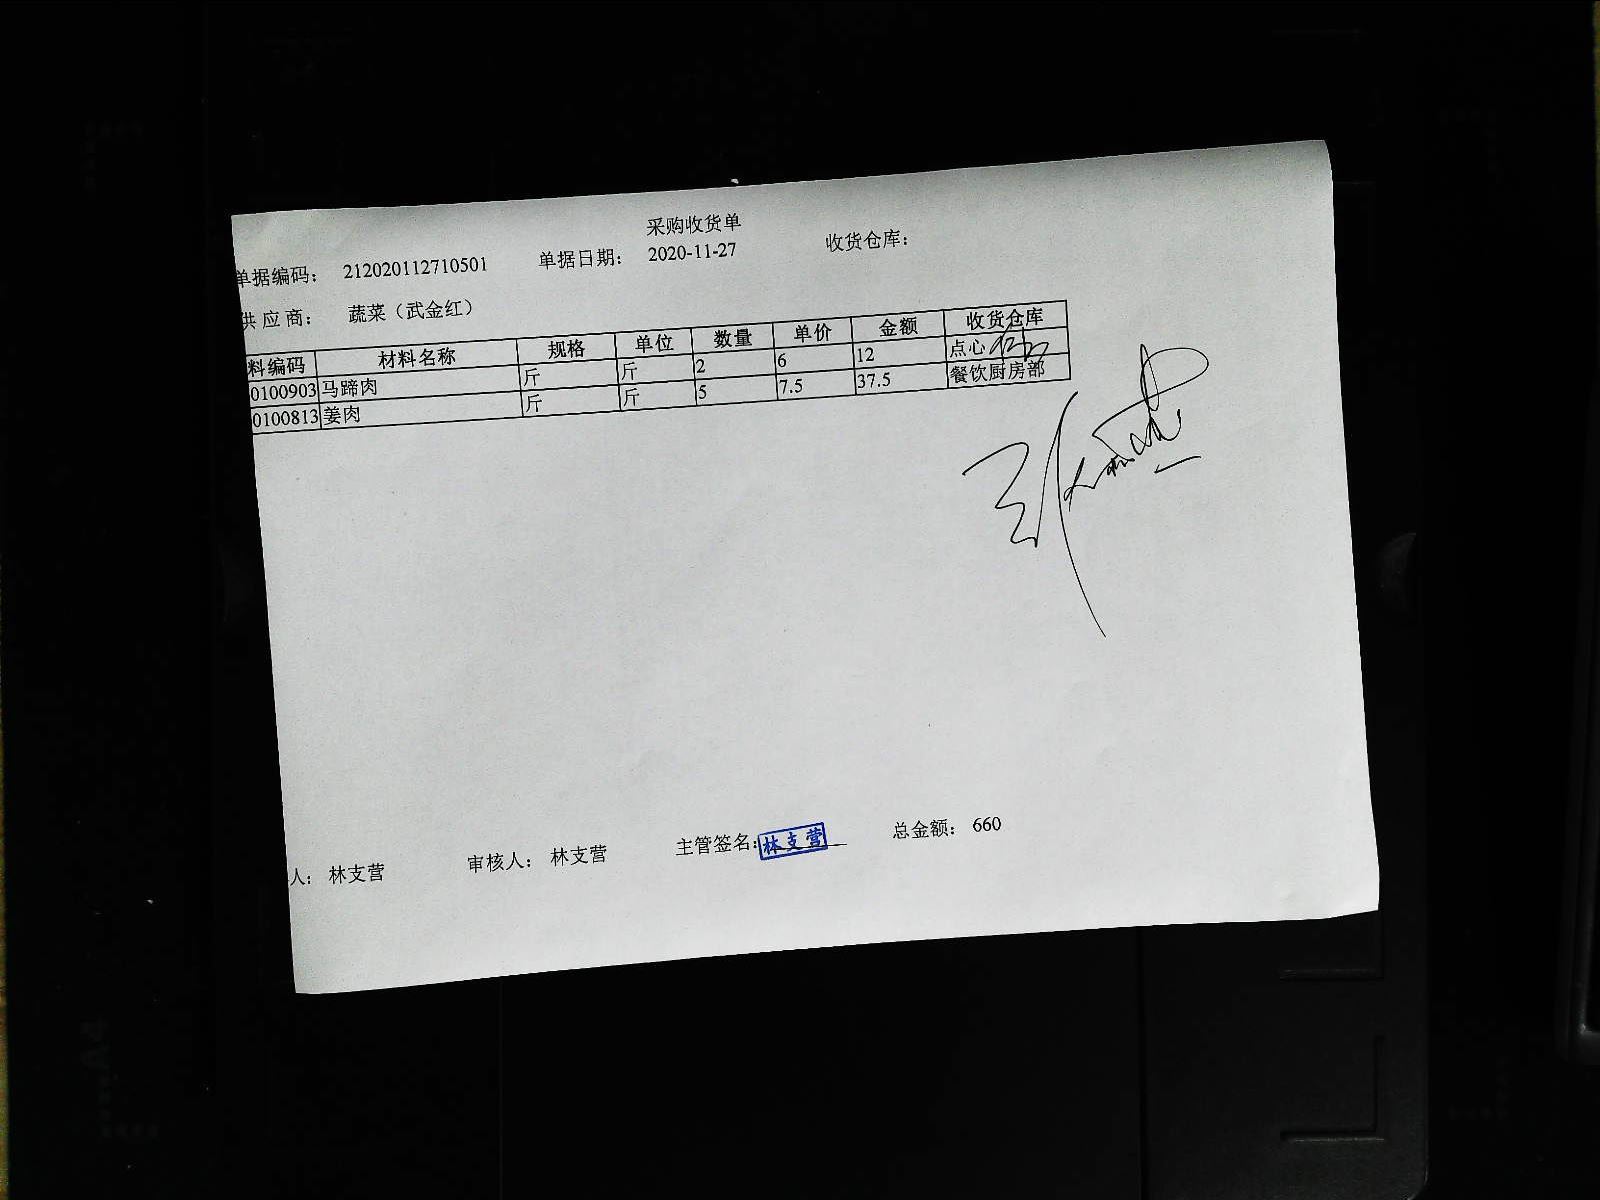 采购收货单
单据编码： 212020112710501 单据日期： 2020-11-27 收货仓库：
供应商： 蔬菜（武金红）
料编码 材料名称 规格 单位 数量 单价 金额 收货仓库
0100903 马蹄肉 斤 斤 2 6 12 点心
0100813 姜肉 斤 斤 5 7.5 37.5 餐饮厨房部
人： 林支营 审核人： 林支营 主管签名： 林支营 总金额： 660